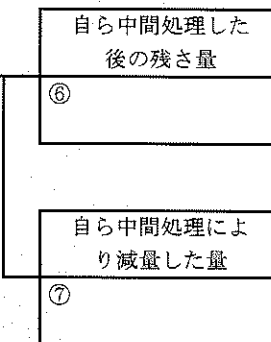 自ら中間処理した
後の残さ量
⑥
自ら中間処理によ
り減量した量
⑦